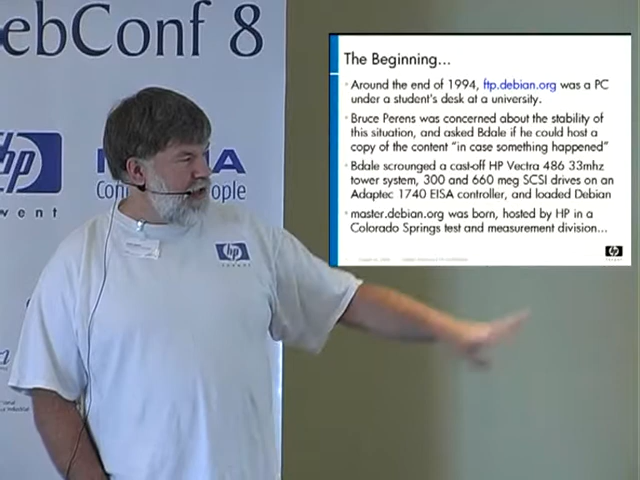 ebConf 8
hp
invent
N   IA
Con   ople
hp
invent
The Beginning...
Around the end of 1994, ftp.debian.org was a PC
under a student's desk at a university.
Bruce Perens was concerned about the stability of
this situation, and asked Bdale if he could host a
copy of the content "in case something happened"
Bdale scrounged a cast-off HP Vectra 486 33mhz
tower system, 300 and 660 meg SCSI drives on an
Adaptec 1740 EISA controller, and loaded Debian
master.debian.org was born, hosted by HP in a
Colorado Springs test and measurement division...
hp